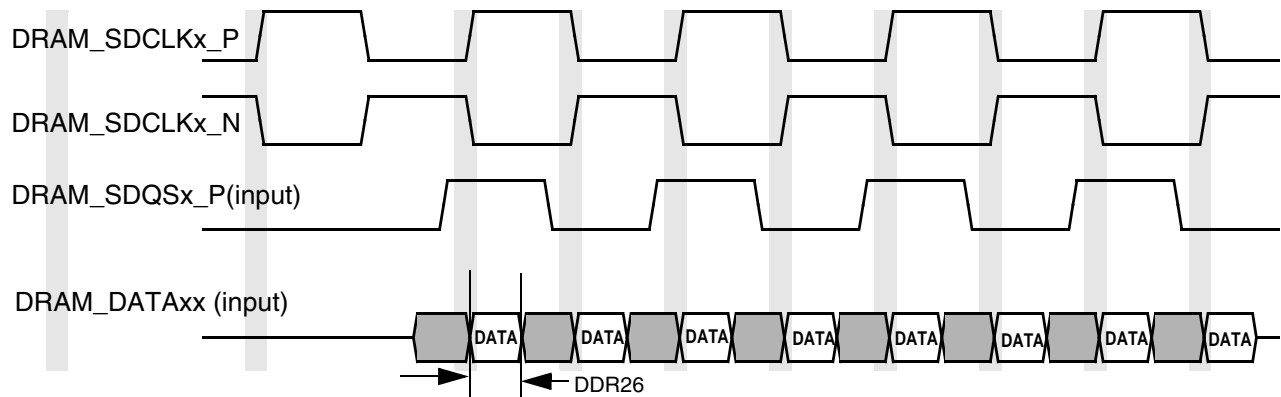 DRAM_SDCLKx_P
DRAM_SDCLKx_N
DRAM_SDQSx_P(input)
DRAM_DATAxx (input)
DATA DATA DATA DATA DATA DATA DATA DATA
DDR26